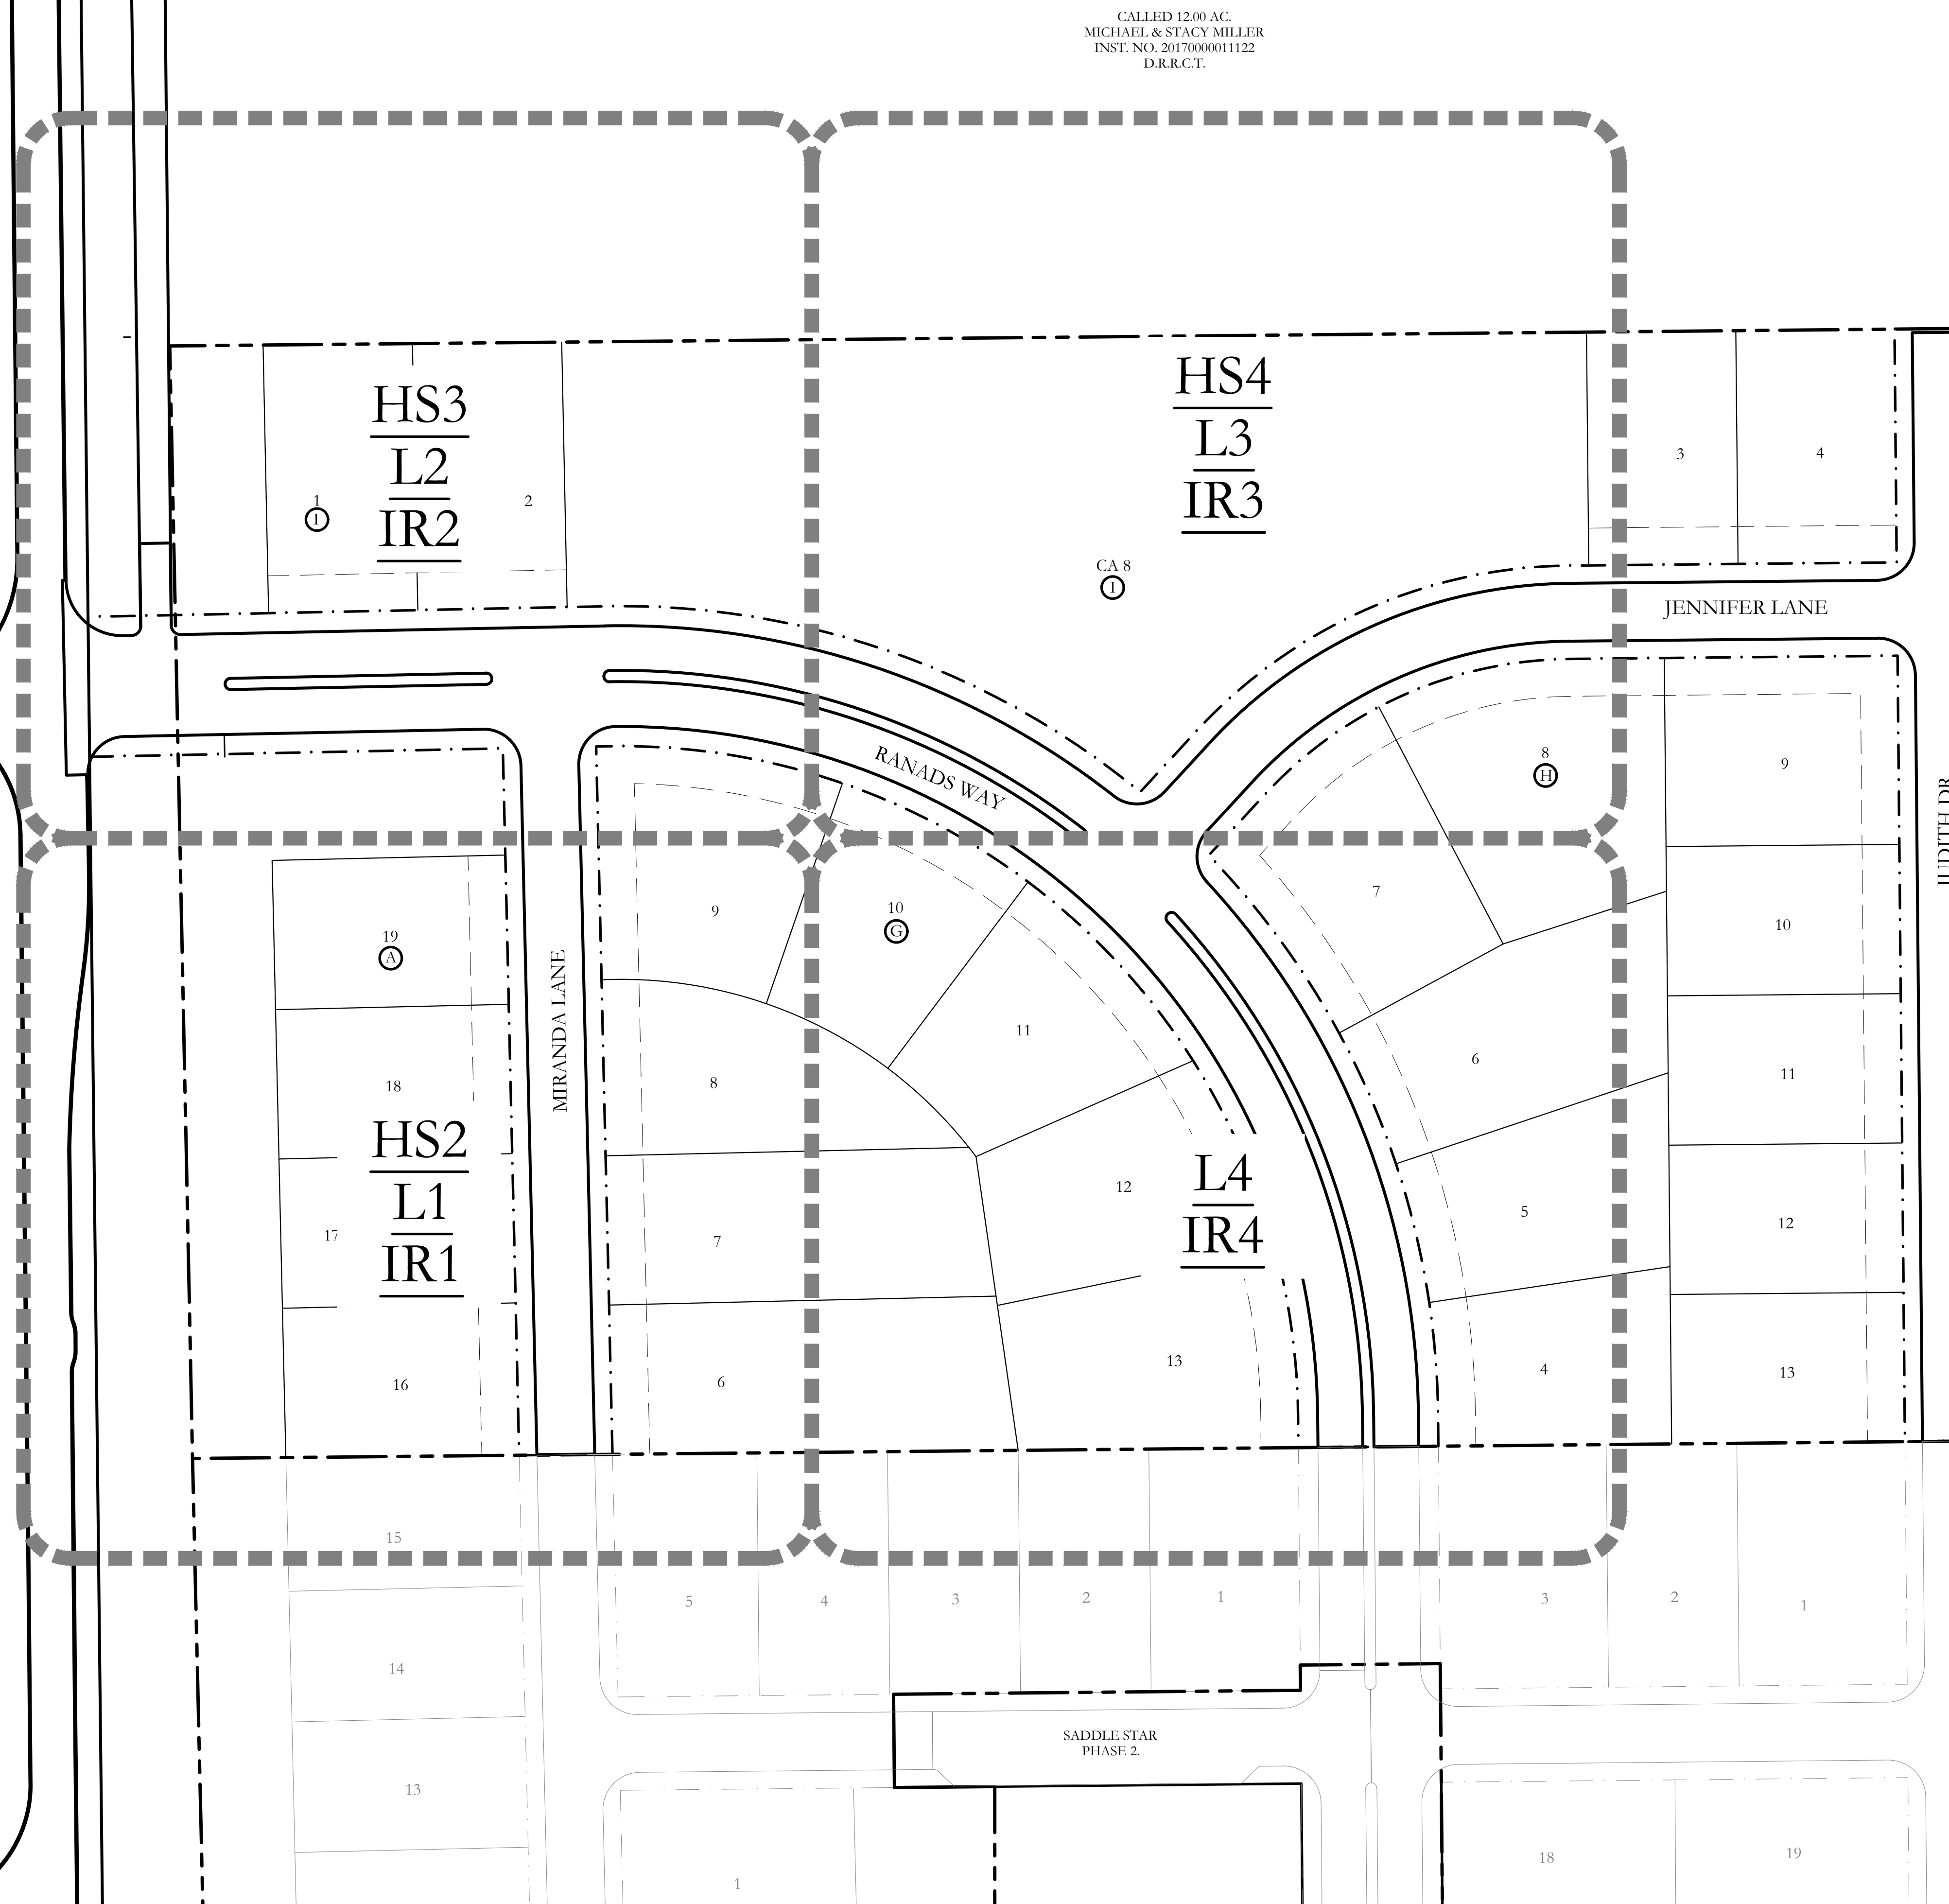 CALLED 12.00 AC.
MICHAEL & STACY MILLER
INST. NO. 20170000011122
D.R.R.C.T.
HS3
L2
IR2
1
I
2
HS4
L3
IR3
CA 8
I
3
4
JENNIFER LANE
RANADS WAY
8
H
9
JUDITH DR
7
10
19
A
9
10
G
MIRANDA LANE
18
8
11
6
11
HS2
L1
IR1
17
7
12
L4
IR4
5
12
16
6
13
4
13
15
5
4
3
2
1
3
2
1
14
SADDLE STAR
PHASE 2.
13
1
18
19